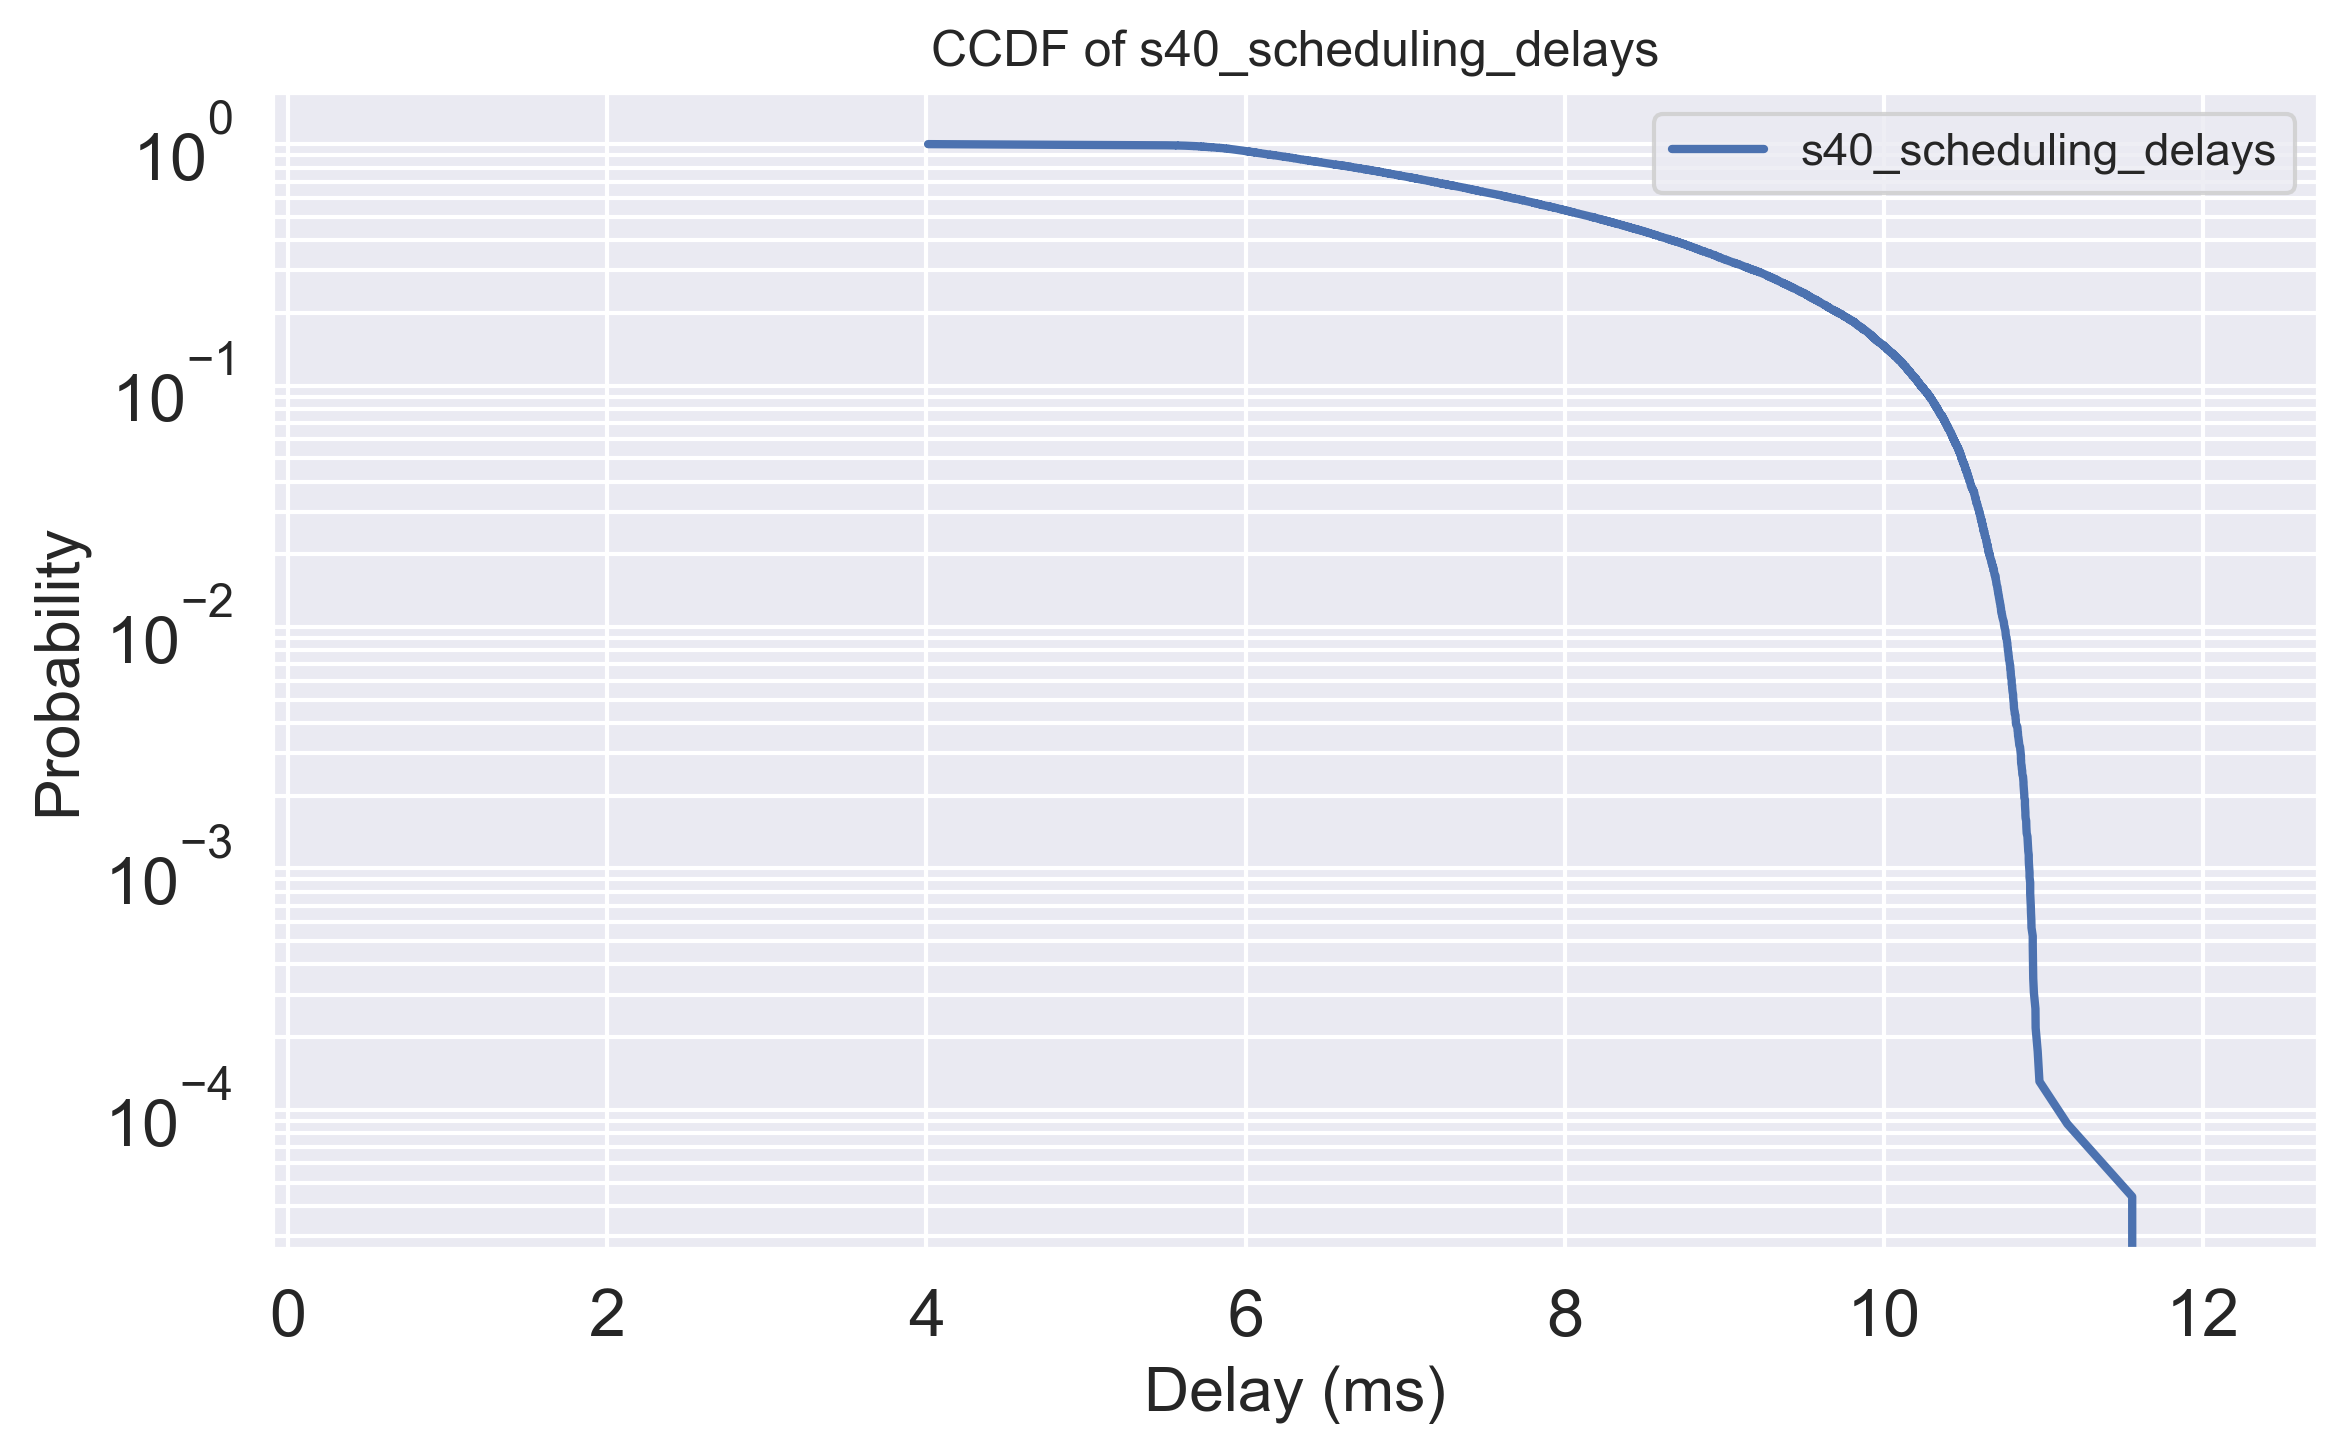 CCDF of s40_scheduling_delays
s40_scheduling_delays
10^0
10^−1
10^−2
10^−3
10^−4
Probability
0 2 4 6 8 10 12
Delay (ms)